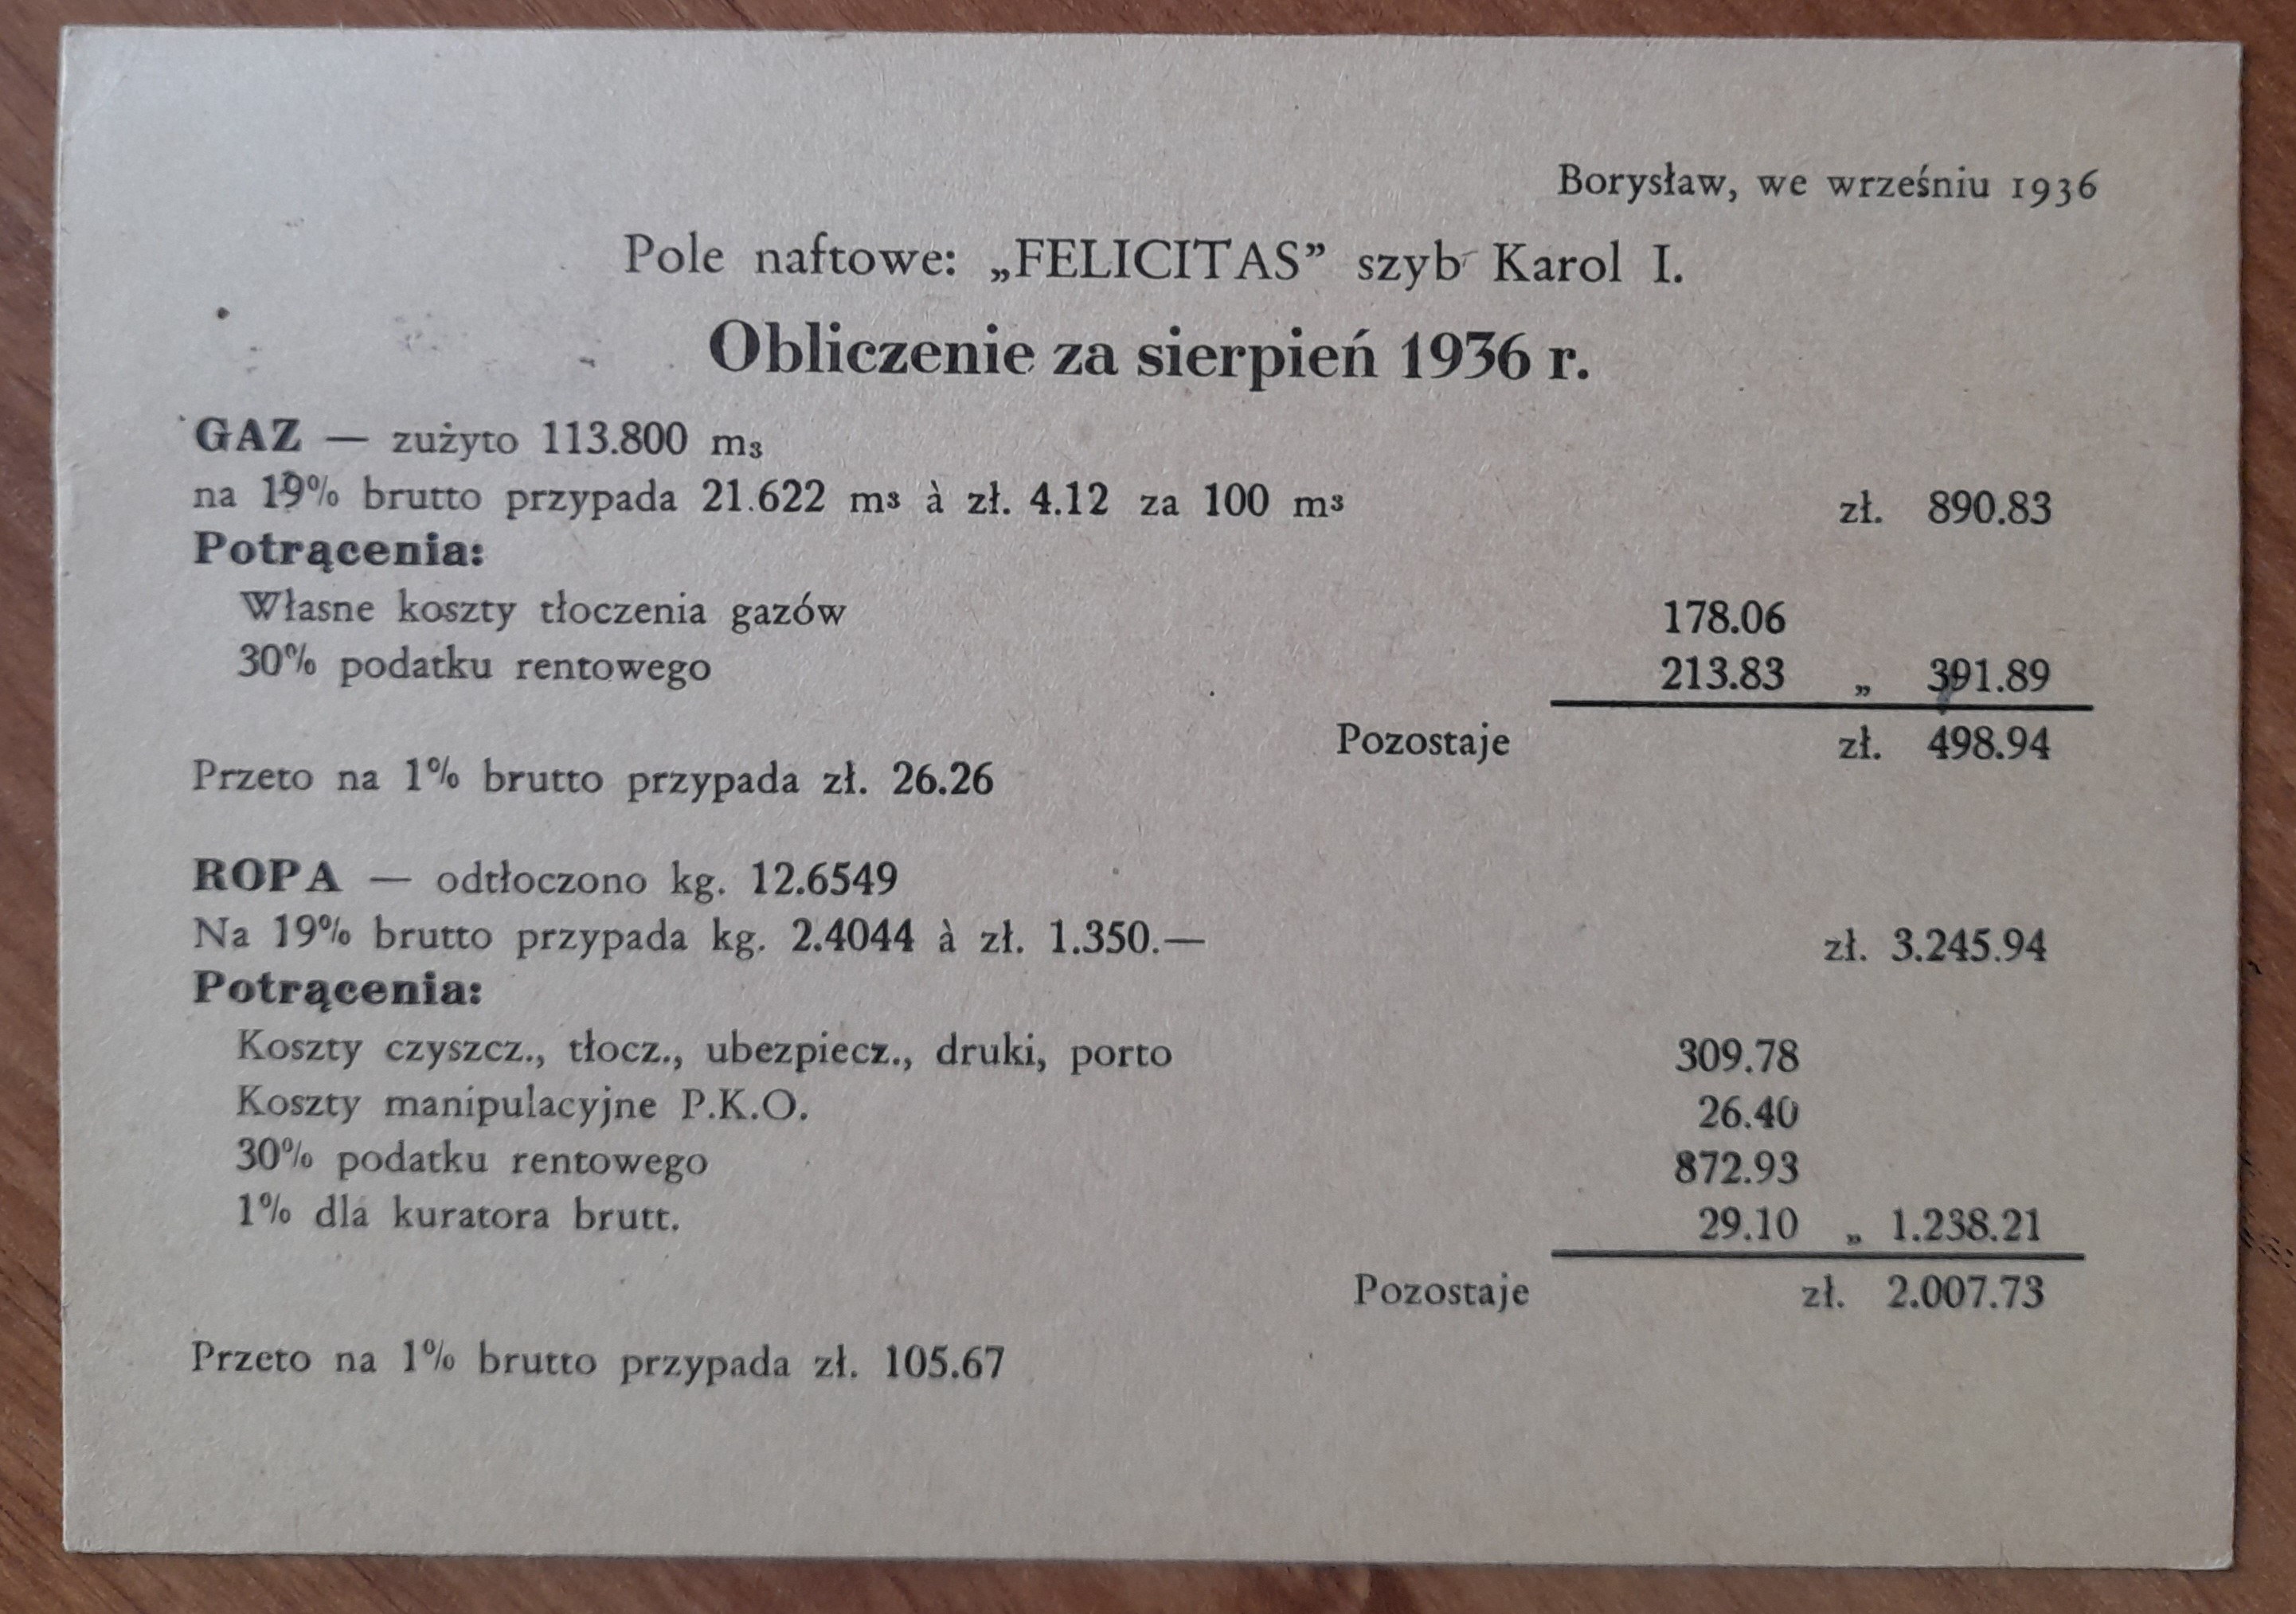 Borysław, we wrześniu 1936
Pole naftowe: „FELICITAS” szyb Karol I.
Obliczenie za sierpień 1936 r.
GAZ — zużyto 113.800 m₃
na 19% brutto przypada 21.622 m³ à zł. 4.12 za 100 m³ zł. 890.83
Potrącenia:
Własne koszty tłoczenia gazów 178.06
30% podatku rentowego 213.83 „ 391.89
Pozostaje zł. 498.94
Przeto na 1% brutto przypada zł. 26.26
ROPA — odtłoczono kg. 12.6549
Na 19% brutto przypada kg. 2.4044 à zł. 1.350.— zł. 3.245.94
Potrącenia:
Koszty czyszcz., tłocz., ubezpiecz., druki, porto 309.78
Koszty manipulacyjne P.K.O. 26.40
30% podatku rentowego 872.93
1% dla kuratora brutt. 29.10 „ 1.238.21
Pozostaje zł. 2.007.73
Przeto na 1% brutto przypada zł. 105.67